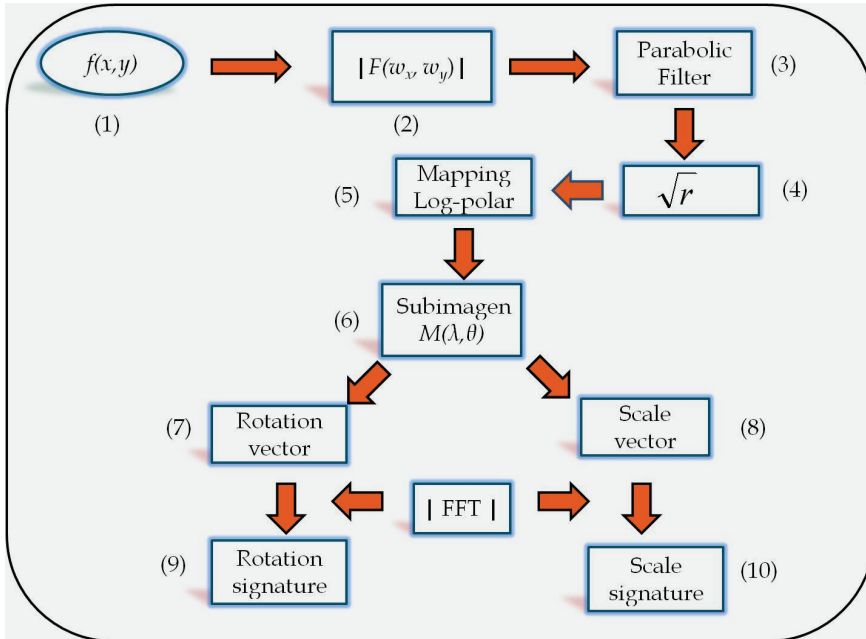 f(x,y)
(1)
|F(wₓ, w_y)|
(2)
Parabolic
Filter
(3)
√r
(4)
Mapping
Log-polar
(5)
Subimagen
M(λ,θ)
(6)
Rotation
vector
(7)
Scale
vector
(8)
| FFT |
Rotation
signature
(9)
Scale
signature
(10)